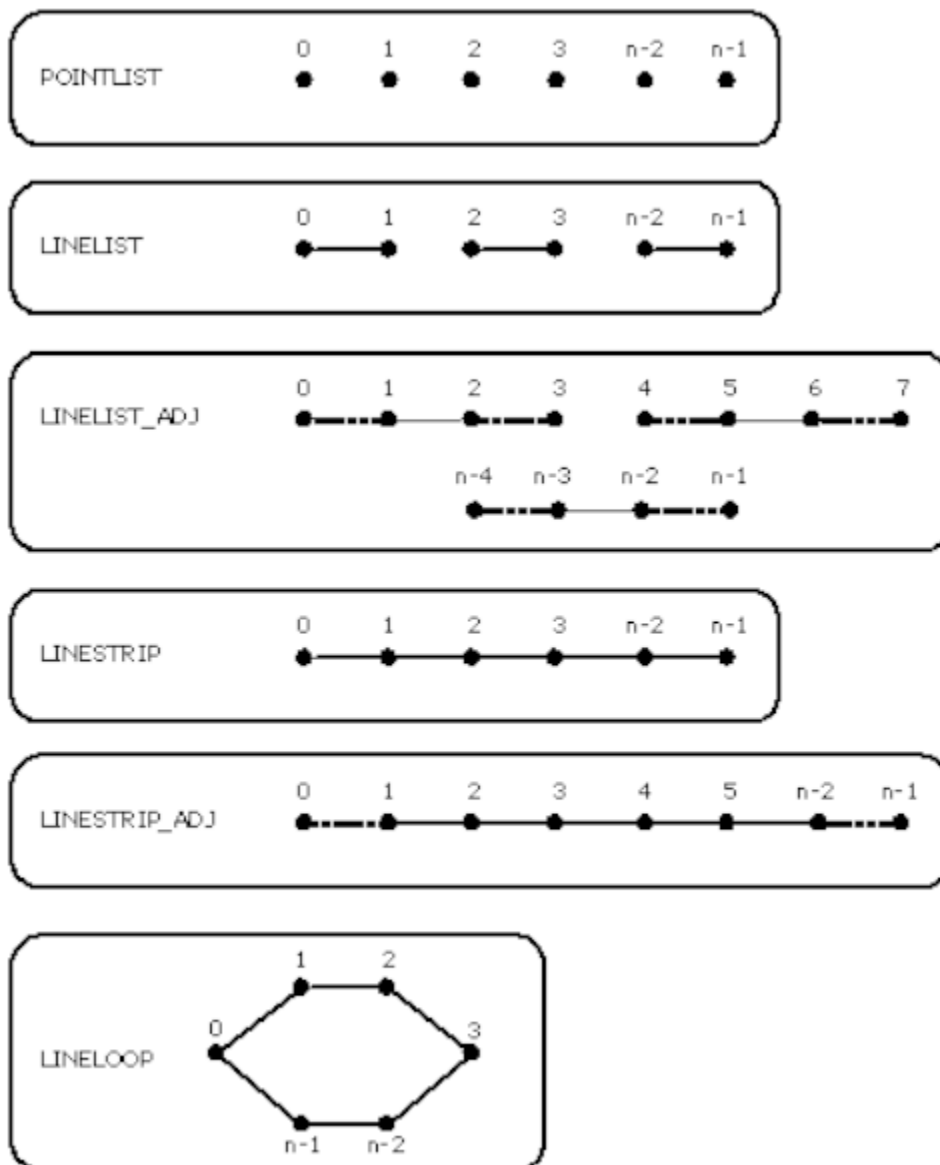 0 1 2 3 n-2 n-1
POINTLIST
0 1 2 3 n-2 n-1
LINELIST
0 1 2 3 4 5 6 7
LINELIST_ADJ
n-4 n-3 n-2 n-1
0 1 2 3 n-2 n-1
LINESTRIP
0 1 2 3 4 5 n-2 n-1
LINESTRIP_ADJ
1 2
0 3
LINELOOP
n-1 n-2